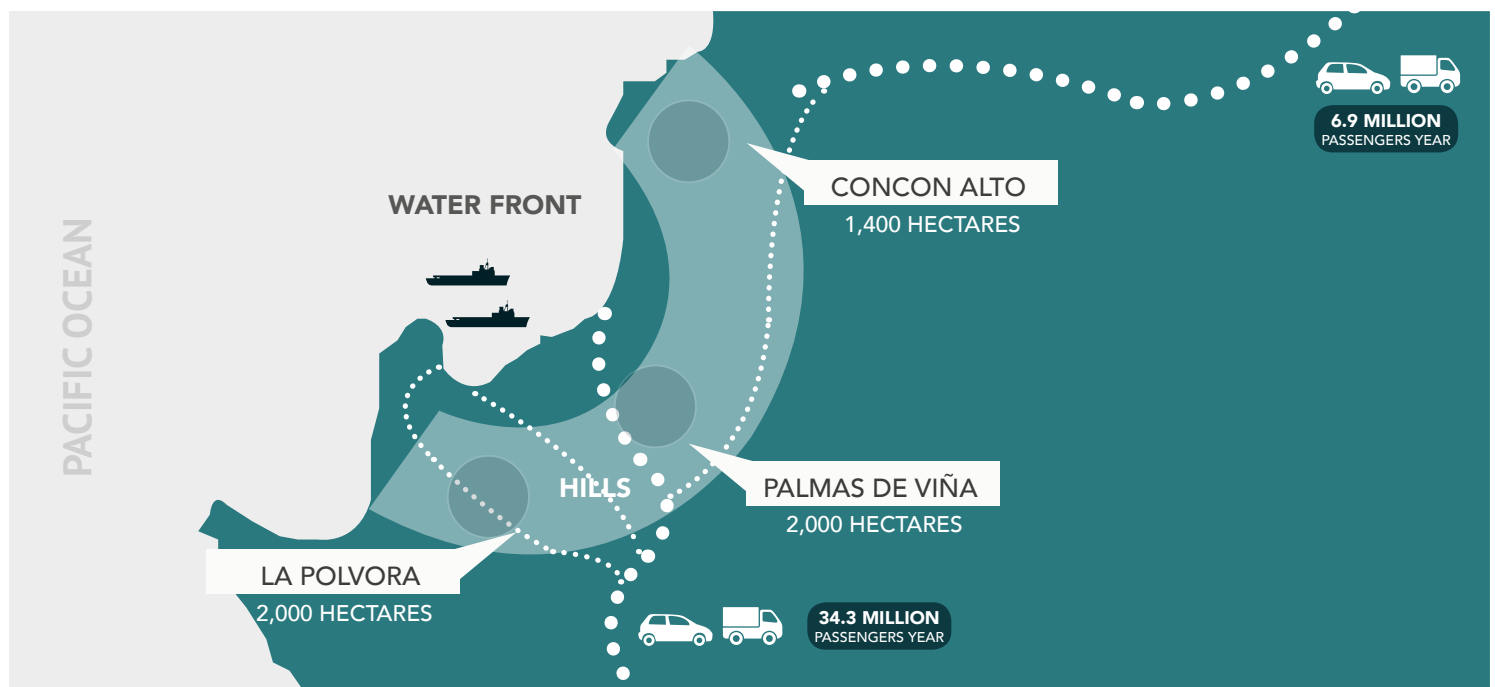 6.9 MILLION
PASSENGERS YEAR
CONCON ALTO
1,400 HECTARES
WATER FRONT
PACIFIC OCEAN
HILLS
PALMAS DE VIÑA
2,000 HECTARES
LA POLVORA
2,000 HECTARES
34.3 MILLION
PASSENGERS YEAR